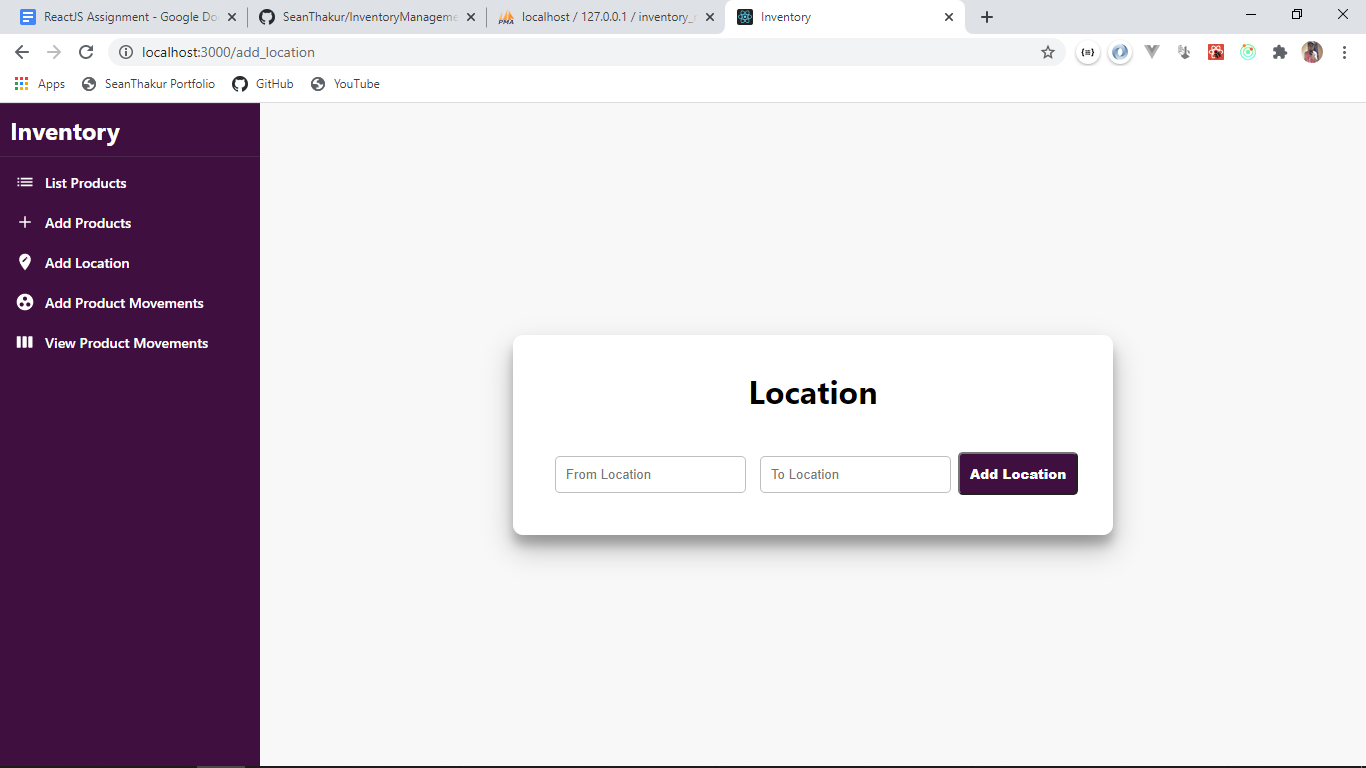 ReactJS Assignment - Google Do
SeanThakur/InventoryManageme
localhost / 127.0.0.1 / inventory_
Inventory
localhost:3000/add_location
Apps
SeanThakur Portfolio
GitHub
YouTube
Inventory
List Products
Add Products
Add Location
Add Product Movements
View Product Movements
Location
From Location
To Location
Add Location